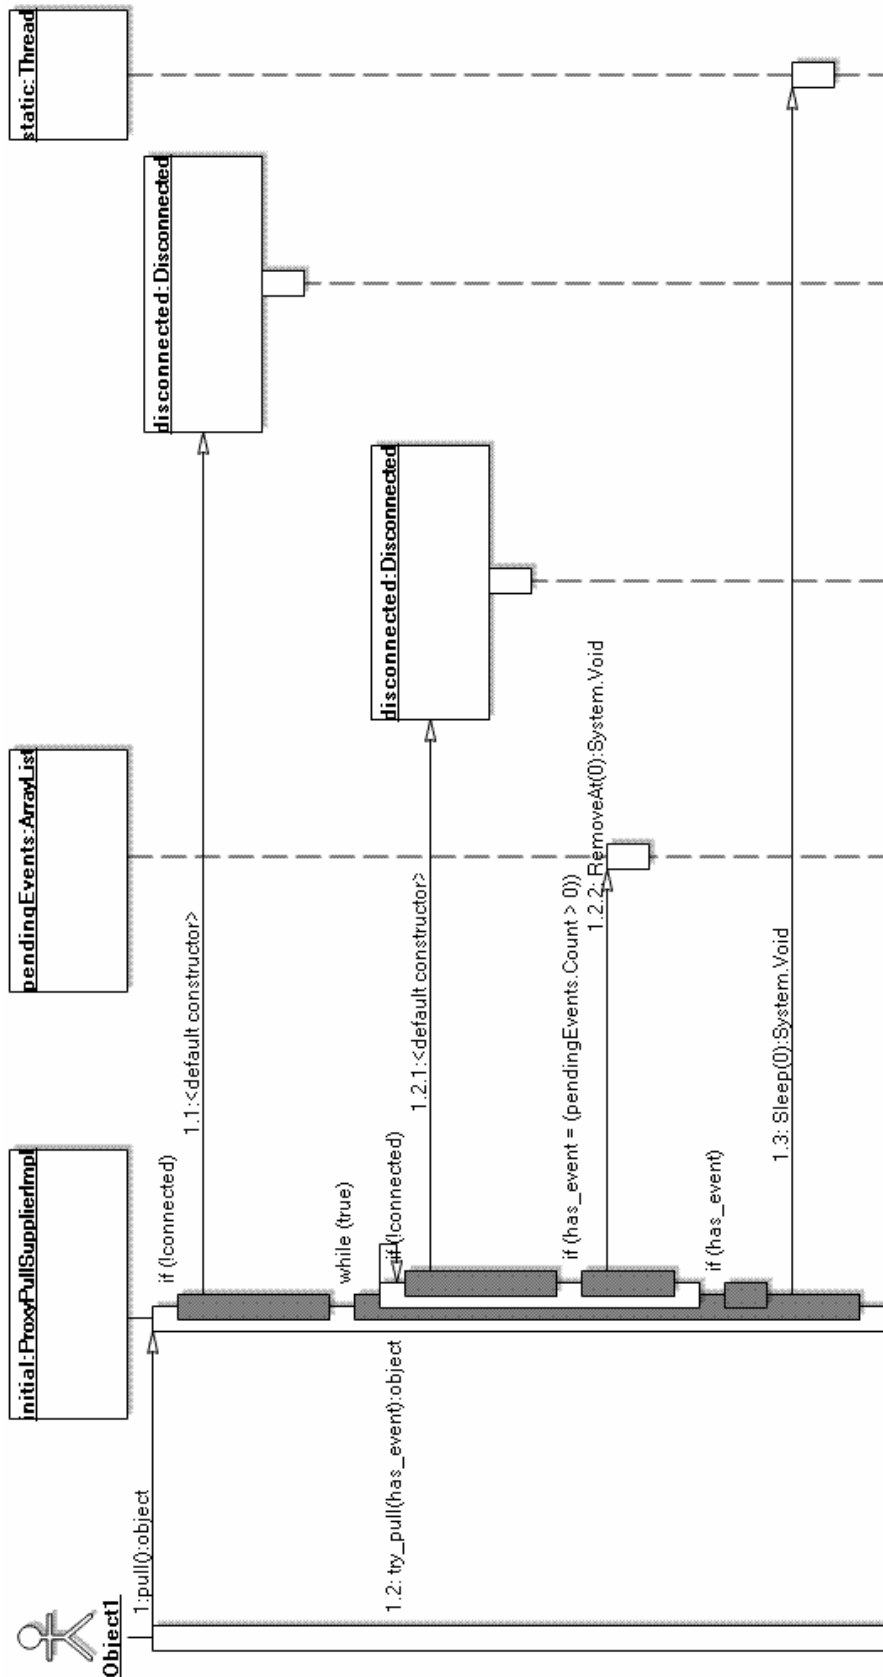 Object1
initial:ProxyPullSupplierImpl
pendingEvents:ArrayList
static:Thread
disconnected:Disconnected
1:pull():object
if (!connected)
1.1:<default constructor>
while (true)
disconnected:Disconnected
1.2: try_pull(has_event):object
if (!connected)
1.2.1:<default constructor>
if (has_event = (pendingEvents.Count > 0))
1.2.2: RemoveAt(0):System.Void
if (has_event)
1.3: Sleep(0):System.Void